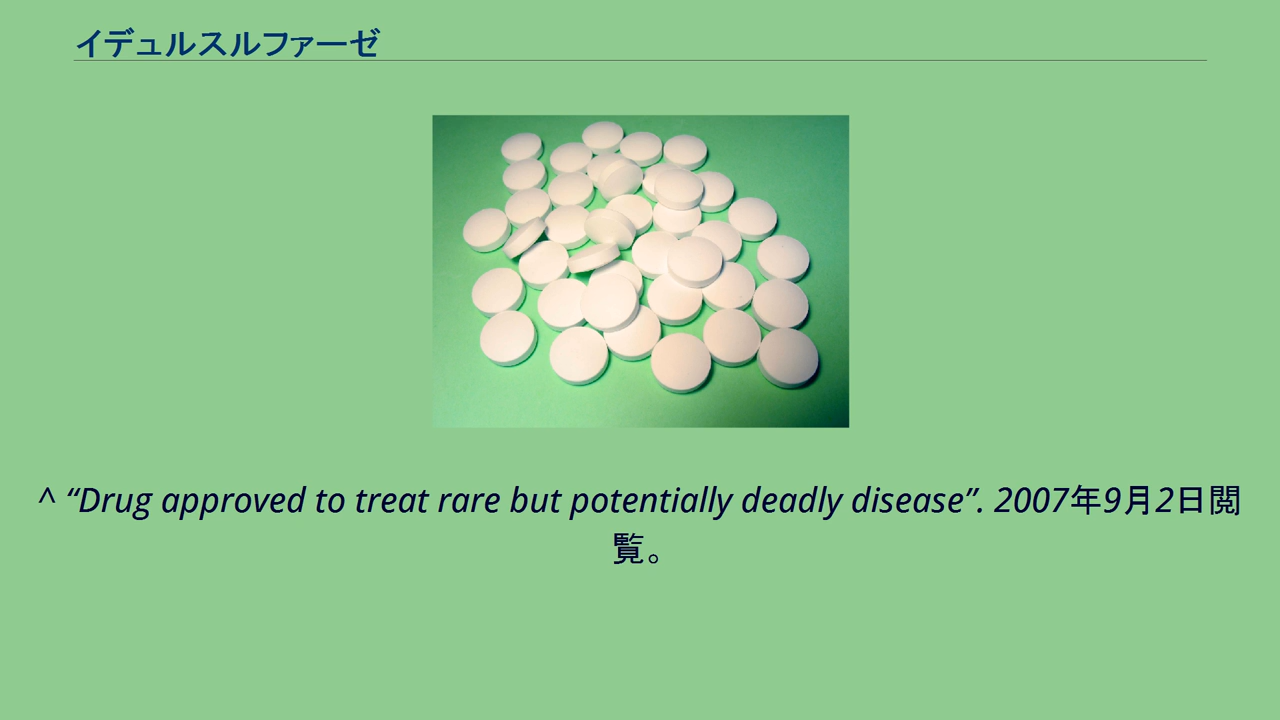 イデュルスルファーゼ
^ “Drug approved to treat rare but potentially deadly disease”. 2007年9月2日閲
覧。